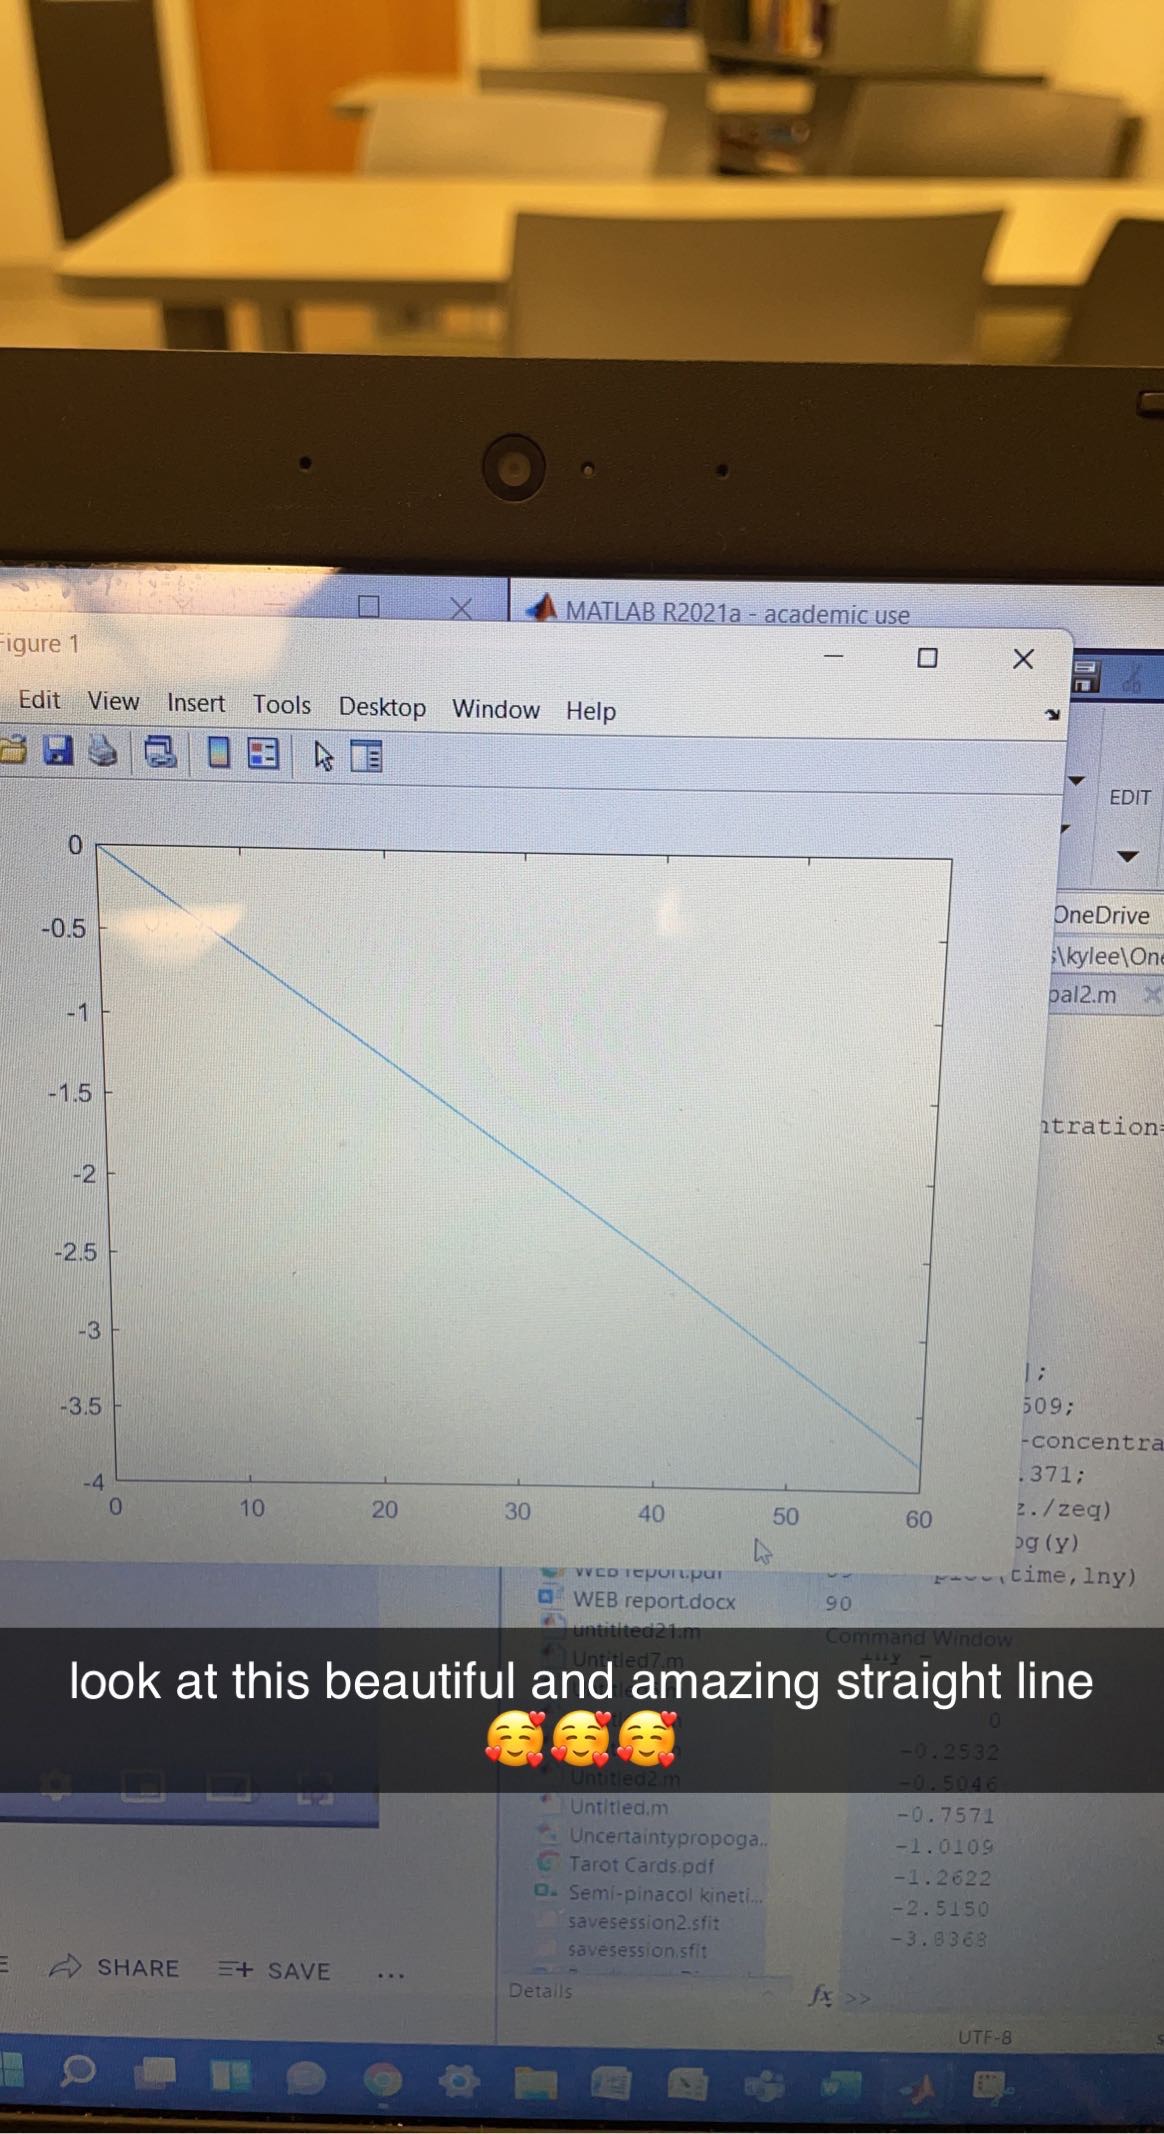 MATLAB R2021a - academic use
Figure 1
Edit View Insert Tools Desktop Window Help
EDIT
OneDrive
\kylee\One
pal2.m
0
-0.5
-1
-1.5
-2
-2.5
-3
-3.5
-4
0 10 20 30 40 50 60
ntration=
];
509;
-concentra
.371;
z./zeq)
og(y)
(time,lny)
WEB report.pdf
WEB report.docx
90
untitlted21.m
Command Window
Untitled7.m
look at this beautiful and amazing straight line
🥰🥰🥰
0
-0.2532
Untitled2.m
-0.5046
Untitled.m
-0.7571
Uncertaintypropoga..
-1.0109
Tarot Cards.pdf
-1.2622
Semi-pinacol kineti...
-2.5150
savesession2.sfit
-3.8368
savesession.sfit
SHARE SAVE ...
Details
fx >>
UTF-8